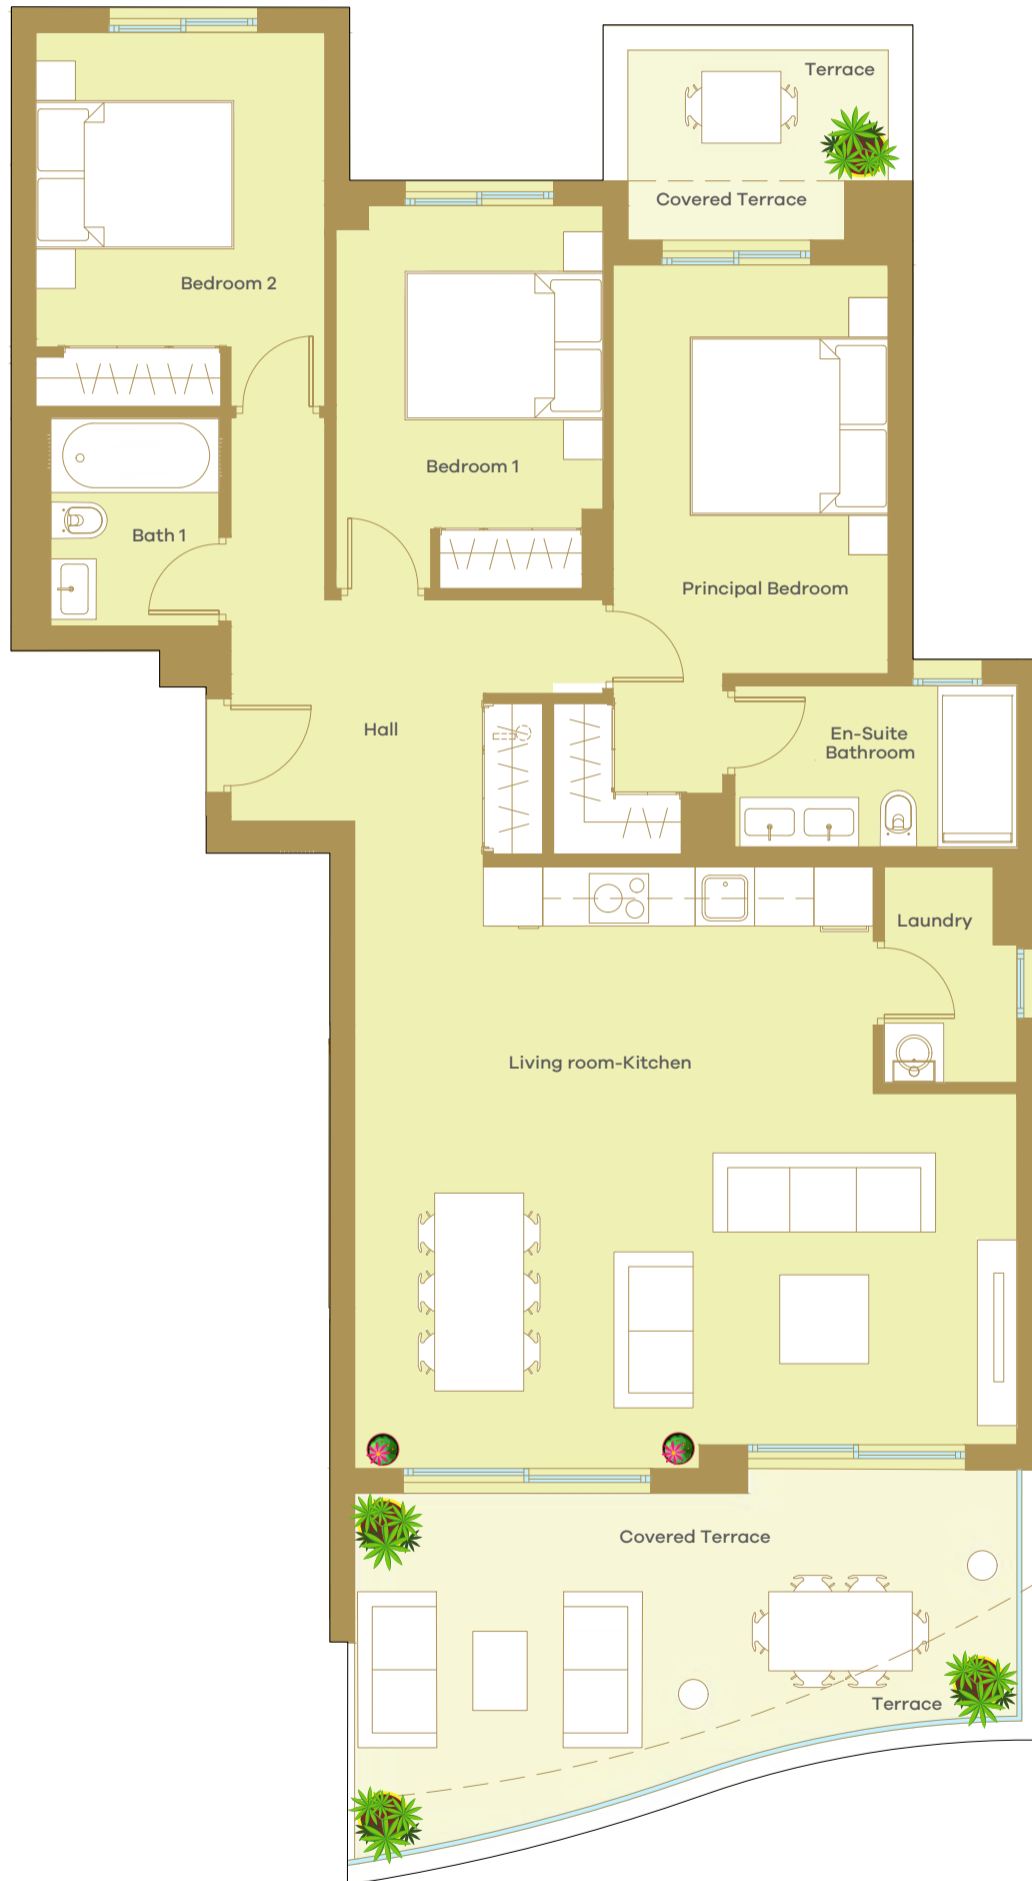 Terrace
Covered Terrace
Bedroom 2
Bedroom 1
Bath 1
Principal Bedroom
Hall
En-Suite
Bathroom
Laundry
Living room-Kitchen
Covered Terrace
Terrace